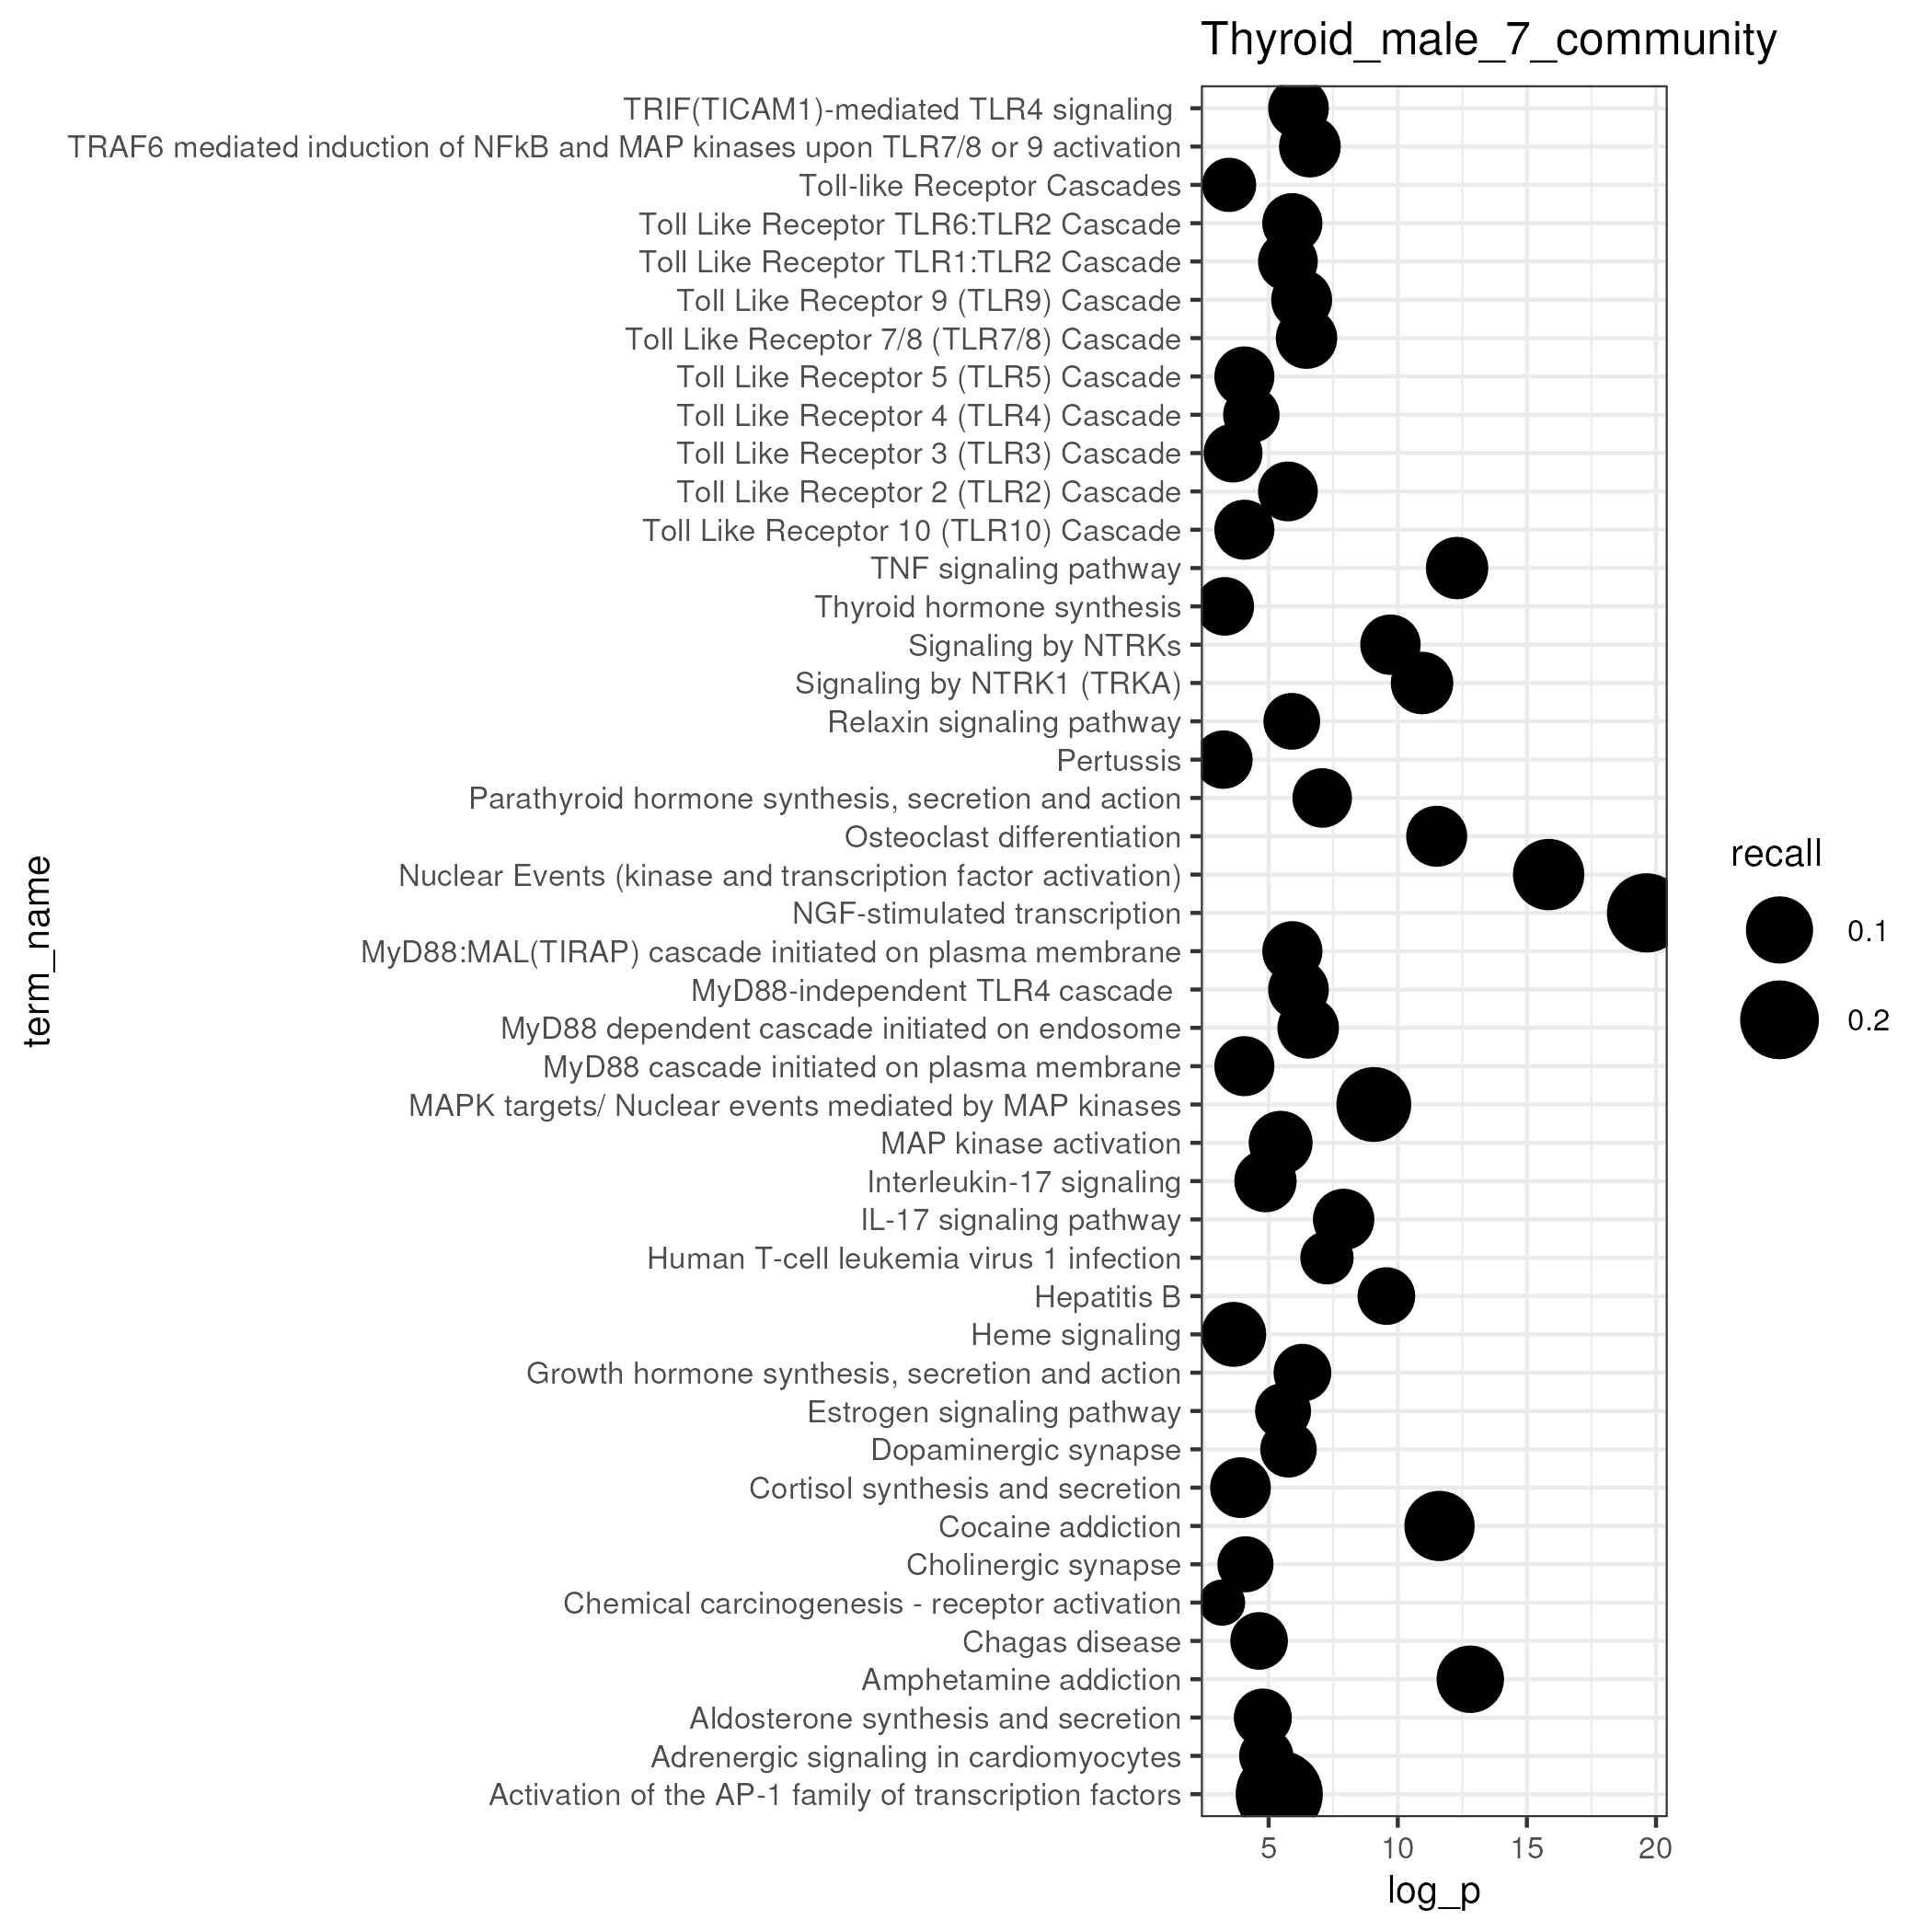 Thyroid_male_7_community
TRIF(TICAM1)-mediated TLR4 signaling
TRAF6 mediated induction of NFkB and MAP kinases upon TLR7/8 or 9 activation
Toll-like Receptor Cascades
Toll Like Receptor TLR6:TLR2 Cascade
Toll Like Receptor TLR1:TLR2 Cascade
Toll Like Receptor 9 (TLR9) Cascade
Toll Like Receptor 7/8 (TLR7/8) Cascade
Toll Like Receptor 5 (TLR5) Cascade
Toll Like Receptor 4 (TLR4) Cascade
Toll Like Receptor 3 (TLR3) Cascade
Toll Like Receptor 2 (TLR2) Cascade
Toll Like Receptor 10 (TLR10) Cascade
TNF signaling pathway
Thyroid hormone synthesis
Signaling by NTRKs
Signaling by NTRK1 (TRKA)
Relaxin signaling pathway
Pertussis
Parathyroid hormone synthesis, secretion and action
Osteoclast differentiation
Nuclear Events (kinase and transcription factor activation)
NGF-stimulated transcription
MyD88:MAL(TIRAP) cascade initiated on plasma membrane
MyD88-independent TLR4 cascade
MyD88 dependent cascade initiated on endosome
MyD88 cascade initiated on plasma membrane
MAPK targets/ Nuclear events mediated by MAP kinases
MAP kinase activation
Interleukin-17 signaling
IL-17 signaling pathway
Human T-cell leukemia virus 1 infection
Hepatitis B
Heme signaling
Growth hormone synthesis, secretion and action
Estrogen signaling pathway
Dopaminergic synapse
Cortisol synthesis and secretion
Cocaine addiction
Cholinergic synapse
Chemical carcinogenesis - receptor activation
Chagas disease
Amphetamine addiction
Aldosterone synthesis and secretion
Adrenergic signaling in cardiomyocytes
Activation of the AP-1 family of transcription factors
term_name
5 10 15 20
log_p
recall
0.1
0.2